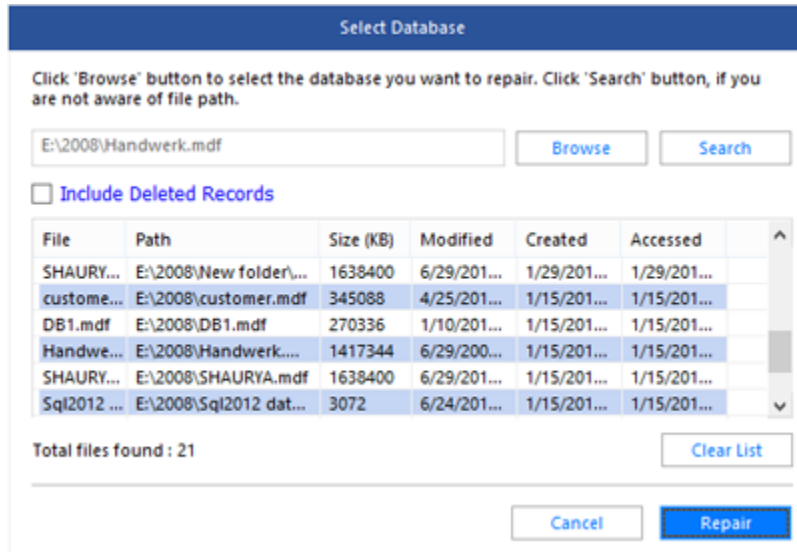 Select Database
Click 'Browse' button to select the database you want to repair. Click 'Search' button, if you
are not aware of file path.
E:\2008\Handwerk.mdf Browse Search
Include Deleted Records
File Path Size (KB) Modified Created Accessed
SHAURY... E:\2008\New folder\... 1638400 6/29/201... 1/29/201... 1/29/201...
custome... E:\2008\customer.mdf 345088 4/25/201... 1/15/201... 1/15/201...
DB1.mdf E:\2008\DB1.mdf 270336 1/10/201... 1/15/201... 1/15/201...
Handwe... E:\2008\Handwerk.... 1417344 6/29/200... 1/15/201... 1/15/201...
SHAURY... E:\2008\SHAURYA.mdf 1638400 6/29/201... 1/15/201... 1/15/201...
Sql2012 ... E:\2008\Sql2012 dat... 3072 6/24/201... 1/15/201... 1/15/201...
Total files found : 21 Clear List
Cancel Repair